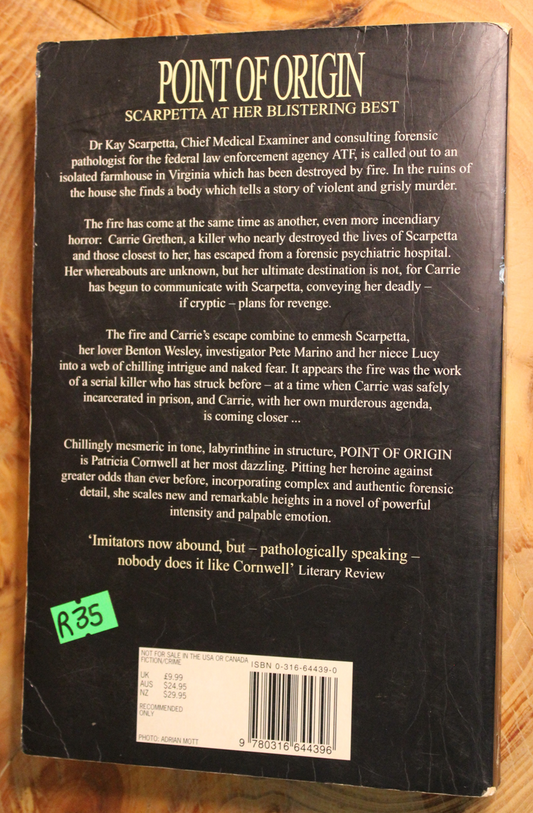 POINT OF ORIGIN
SCARPETTA AT HER BLISTERING BEST
Dr Kay Scarpetta, Chief Medical Examiner and consulting forensic
pathologist for the federal law enforcement agency ATF, is called out to an
isolated farmhouse in Virginia which has been destroyed by fire. In the ruins of
the house she finds a body which tells a story of violent and grisly murder.
The fire has come at the same time as another, even more incendiary
horror: Carrie Grethen, a killer who nearly destroyed the lives of Scarpetta
and those closest to her, has escaped from a forensic psychiatric hospital.
Her whereabouts are unknown, but her ultimate destination is not, for Carrie
has begun to communicate with Scarpetta, conveying her deadly –
if cryptic – plans for revenge.
The fire and Carrie's escape combine to enmesh Scarpetta,
her lover Benton Wesley, investigator Pete Marino and her niece Lucy
into a web of chilling intrigue and naked fear. It appears the fire was the work
of a serial killer who has struck before – at a time when Carrie was safely
incarcerated in prison, and Carrie, with her own murderous agenda,
is coming closer ...
Chillingly mesmeric in tone, labyrinthine in structure, POINT OF ORIGIN
is Patricia Cornwell at her most dazzling. Pitting her heroine against
greater odds than ever before, incorporating complex and authentic forensic
detail, she scales new and remarkable heights in a novel of powerful
intensity and palpable emotion.
'Imitators now abound, but – pathologically speaking –
nobody does it like Cornwell' Literary Review
R35
NOT FOR SALE IN THE USA OR CANADA
FICTION/CRIME
UK £9.99
AUS $24.95
NZ $29.95
RECOMMENDED
ONLY
PHOTO: ADRIAN MOTT
ISBN 0-316-64439-0
9 780316 644396